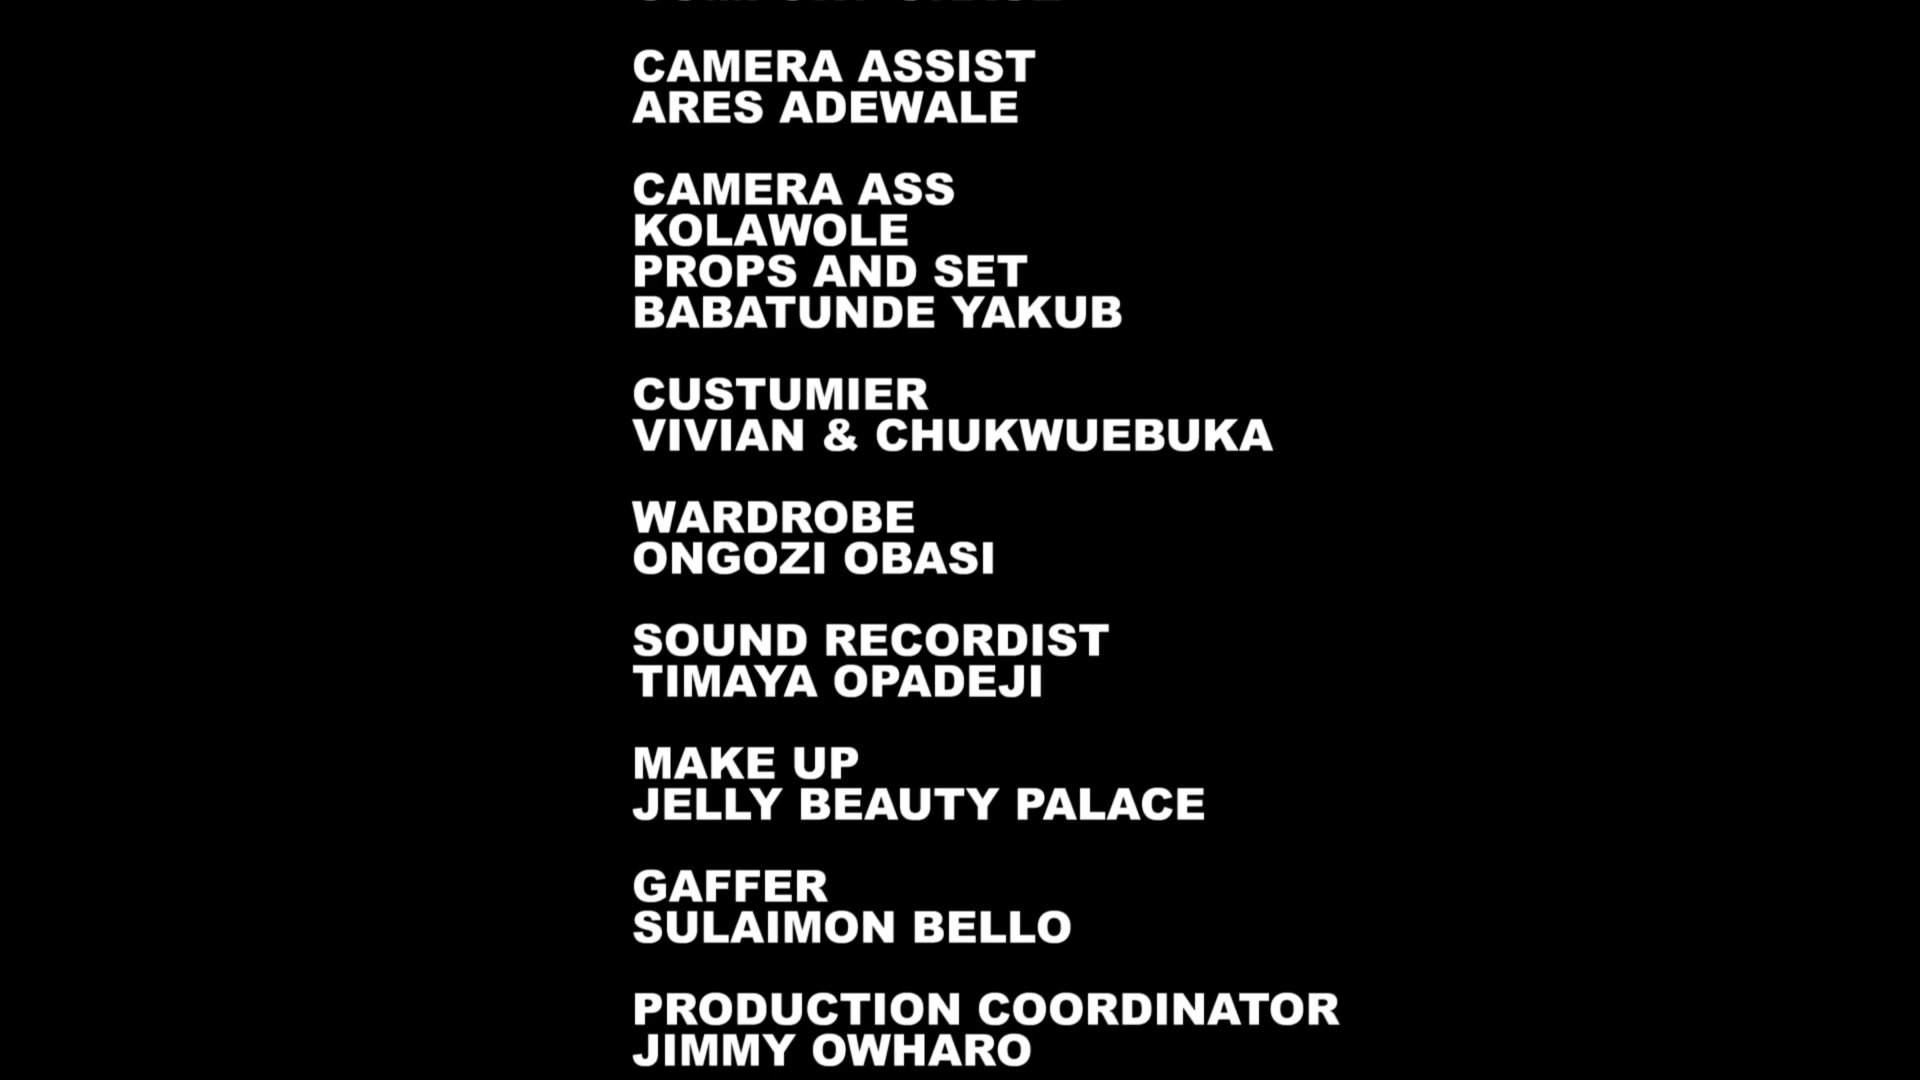 CAMERA ASSIST
ARES ADEWALE
CAMERA ASS
KOLAWOLE
PROPS AND SET
BABATUNDE YAKUB
CUSTUMIER
VIVIAN & CHUKWUEBUKA
WARDROBE
ONGOZI OBASI
SOUND RECORDIST
TIMAYA OPADEJI
MAKE UP
JELLY BEAUTY PALACE
GAFFER
SULAIMON BELLO
PRODUCTION COORDINATOR
JIMMY OWHARO